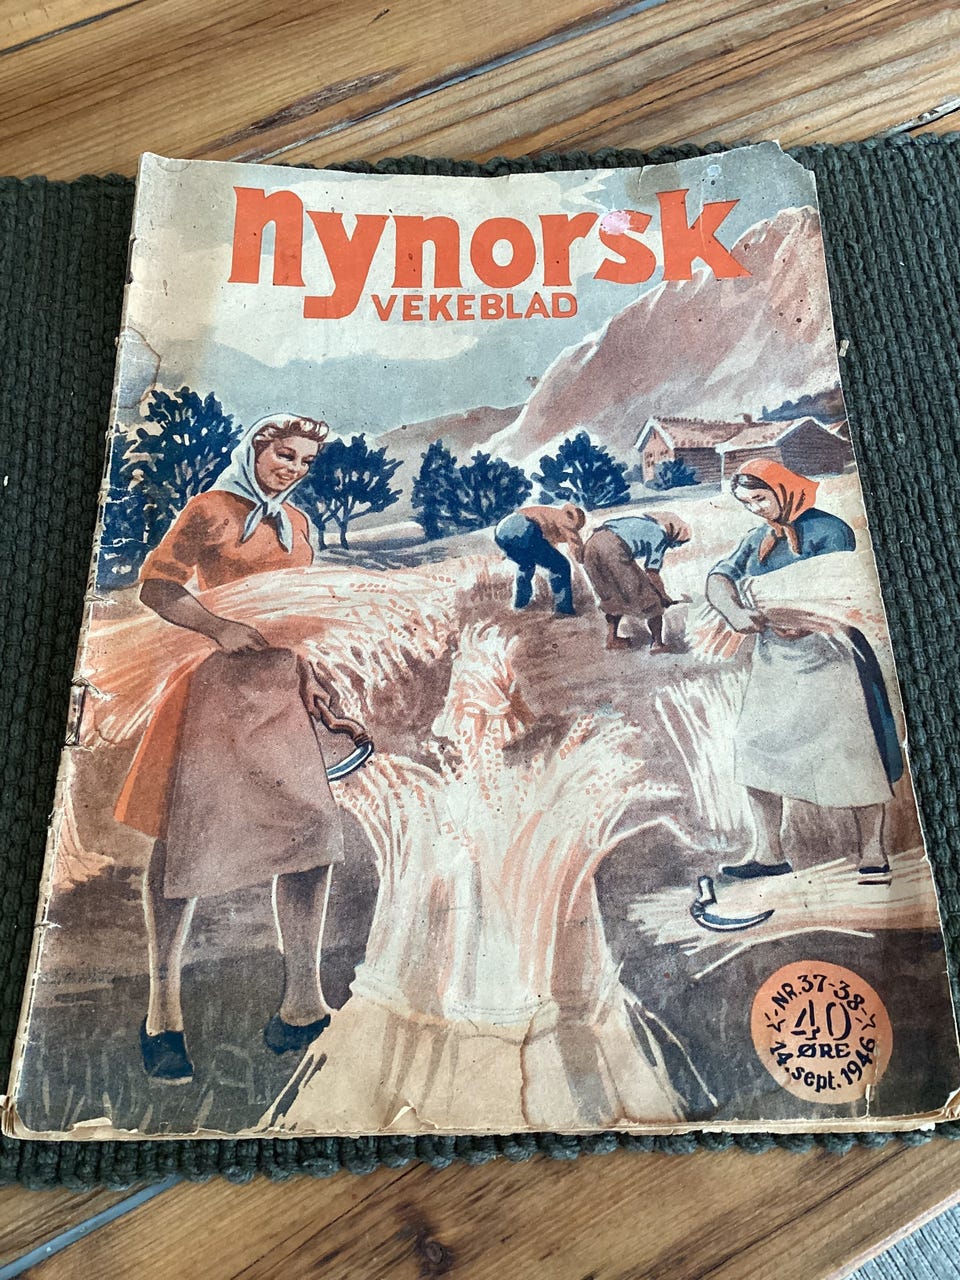 nynorsk
VEKEBLAD
NR. 37-38
40
ØRE
14. sept. 1946